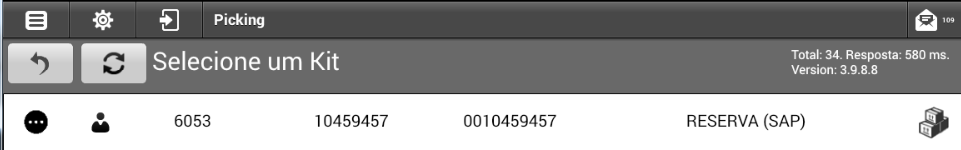 Picking
109
Selecione um Kit
Total: 34. Resposta: 580 ms.
Version: 3.9.8.8
6053 10459457 0010459457 RESERVA (SAP)